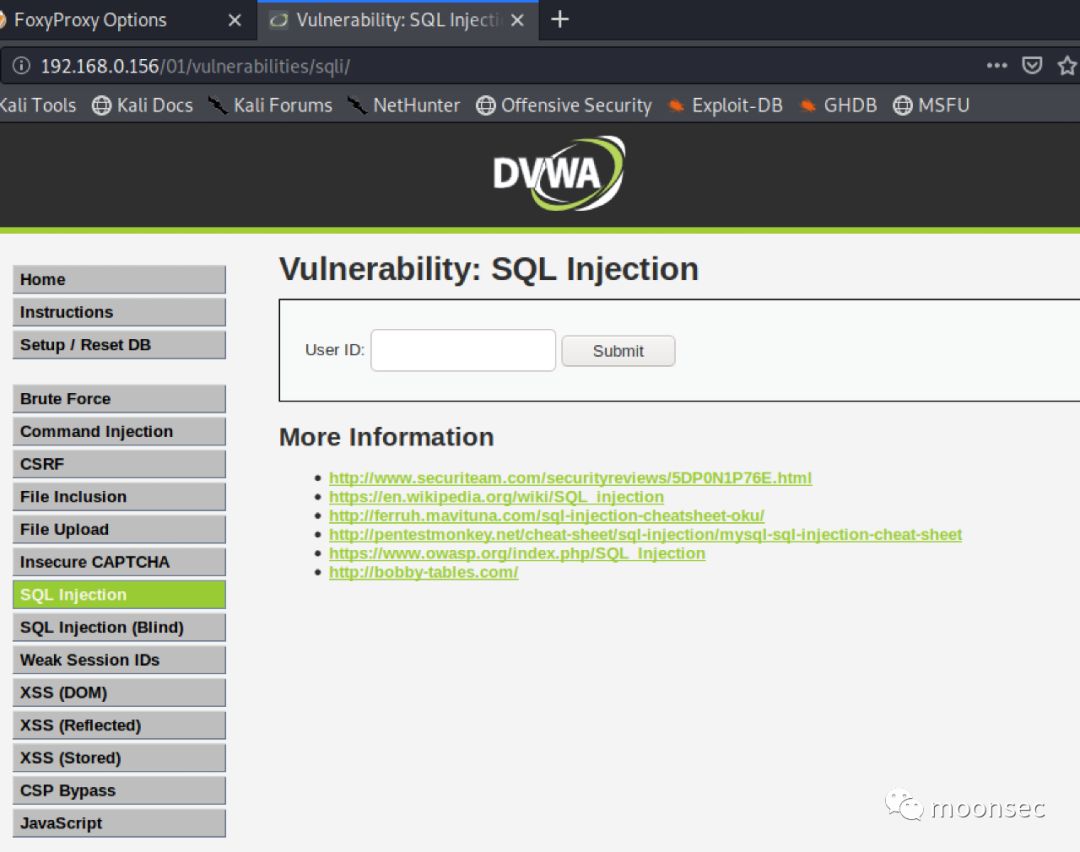 FoxyProxy Options
Vulnerability: SQL Injecti
192.168.0.156/01/vulnerabilities/sqli/
Kali Tools Kali Docs Kali Forums NetHunter Offensive Security Exploit-DB GHDB MSFU
DVWA
Home
Instructions
Setup / Reset DB
Brute Force
Command Injection
CSRF
File Inclusion
File Upload
Insecure CAPTCHA
SQL Injection
SQL Injection (Blind)
Weak Session IDs
XSS (DOM)
XSS (Reflected)
XSS (Stored)
CSP Bypass
JavaScript
Vulnerability: SQL Injection
User ID: Submit
More Information
http://www.securiteam.com/securityreviews/5DP0N1P76E.html
https://en.wikipedia.org/wiki/SQL_injection
http://ferruh.mavituna.com/sql-injection-cheatsheet-oku/
http://pentestmonkey.net/cheat-sheet/sql-injection/mysql-sql-injection-cheat-sheet
https://www.owasp.org/index.php/SQL_Injection
http://bobby-tables.com/
moonsec